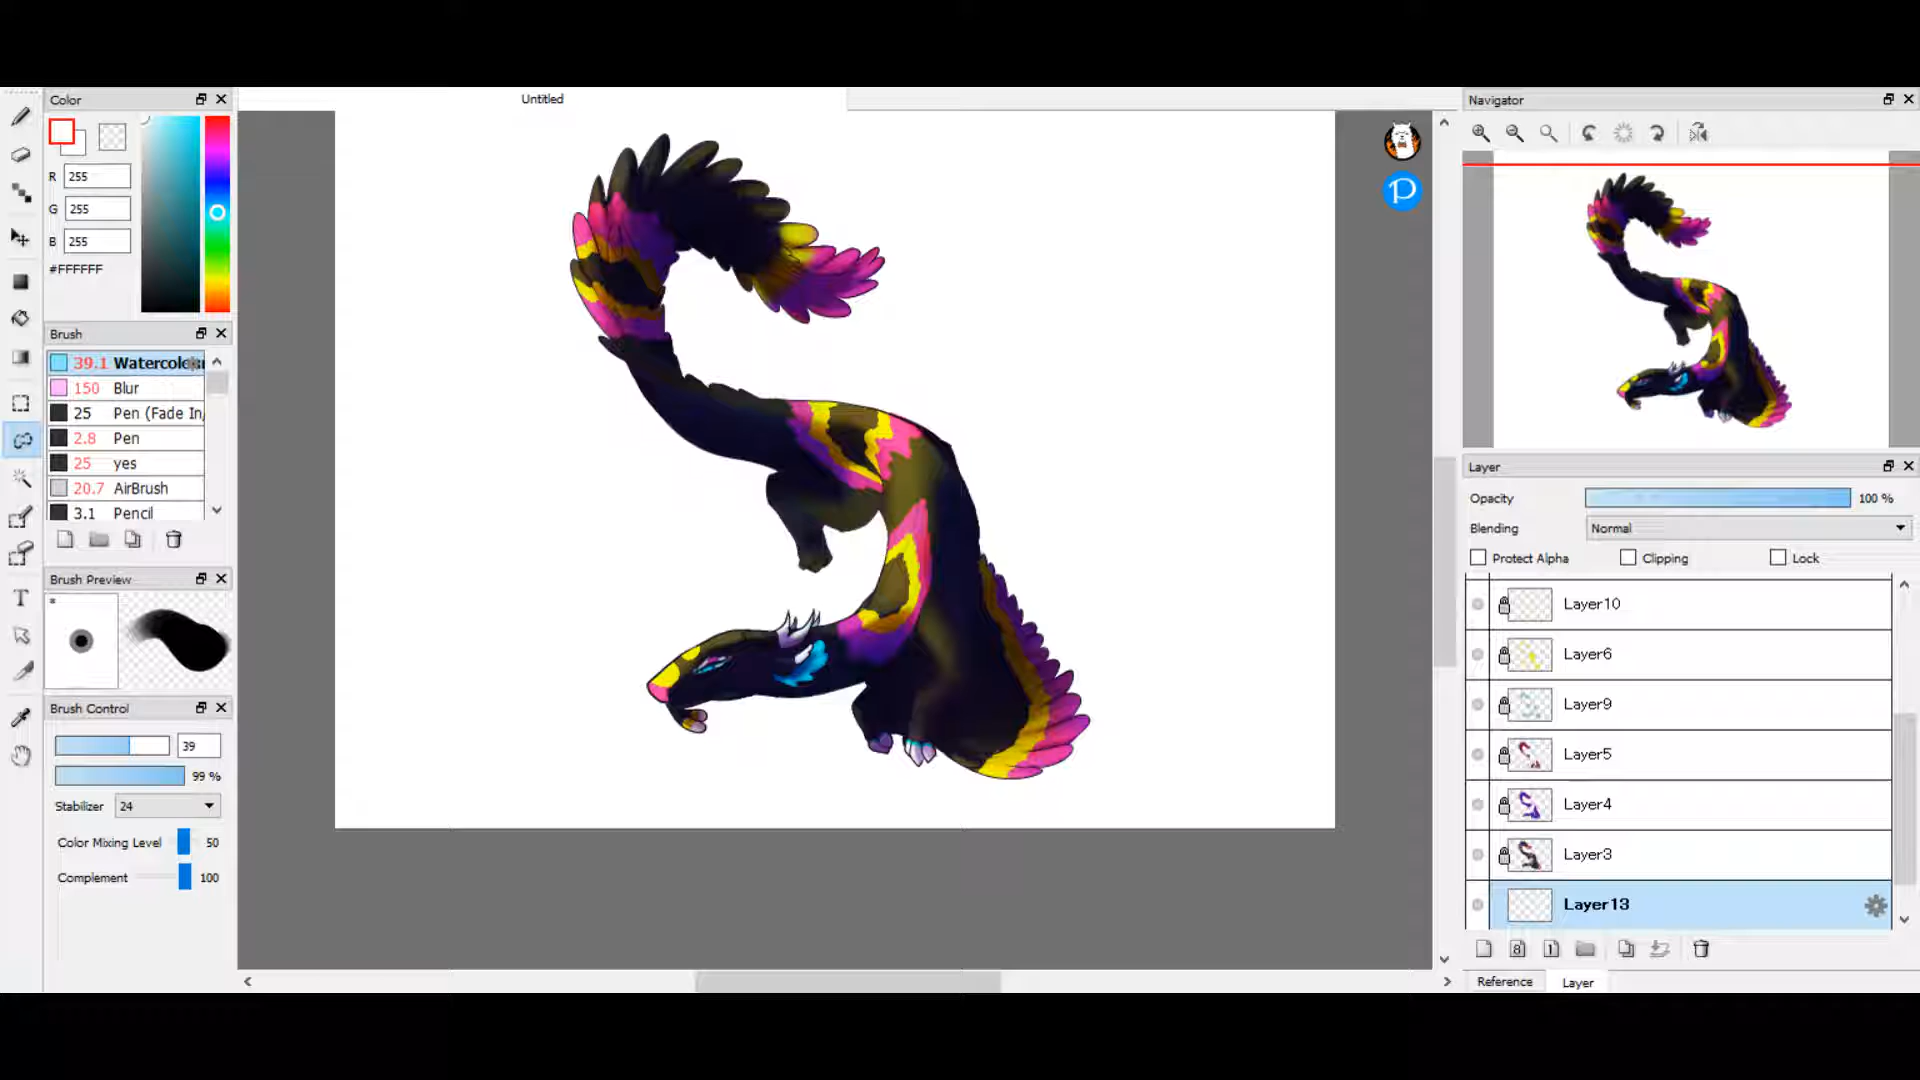 Color
Untitled
Navigator
R 255
G 255
B 255
#FFFFFF
Brush
39.1
150 Blur
25 Pen (Fade In/
2.8 Pen
25 yes
20.7 AirBrush
3.1 Pencil
Brush Preview
Brush Control
39
99 %
Stabilizer 24
Color Mixing Level 50
Complement 100
P
Layer
Opacity 100 %
Blending Normal
Protect Alpha Clipping Lock
Layer10
Layer6
Layer9
Layer5
Layer4
Layer3
Layer13
8 1
Reference Layer
T